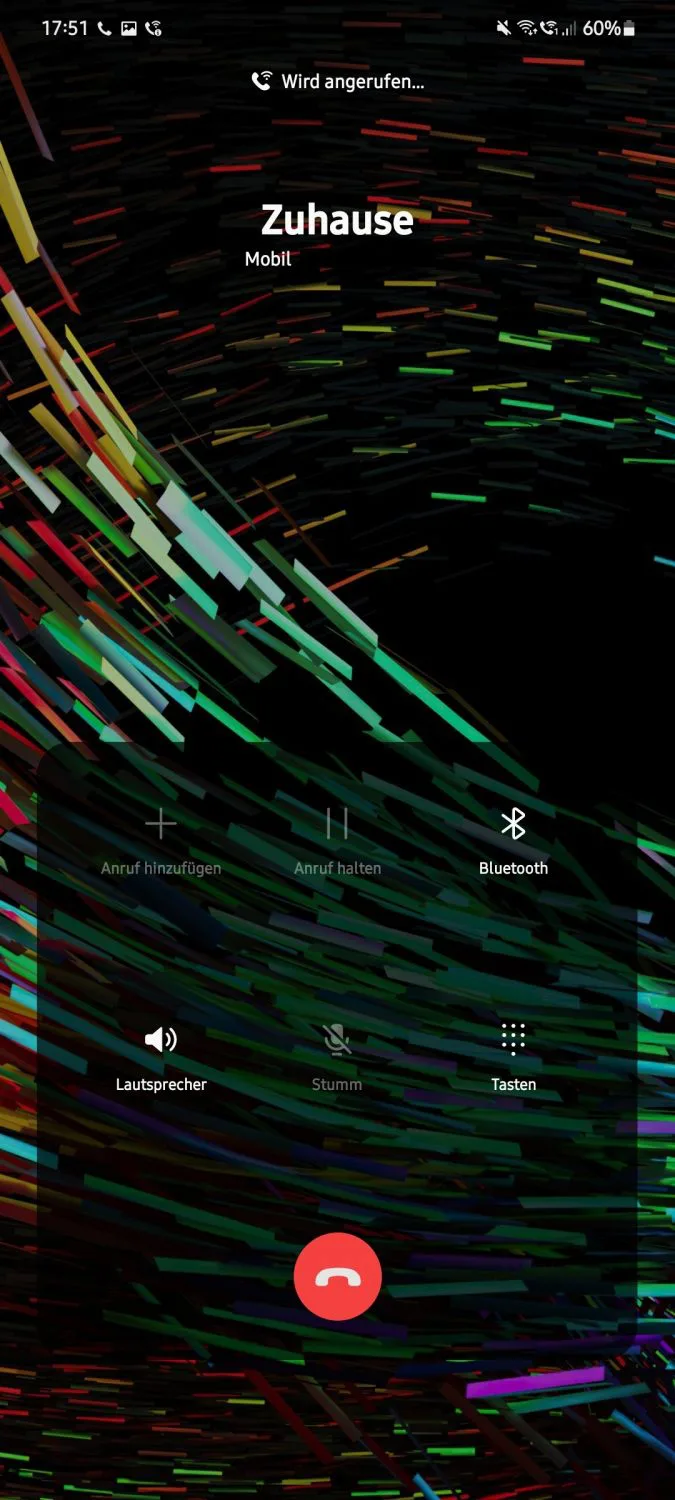 17:51 60%
Wird angerufen...
Zuhause
Mobil
Anruf hinzufügen Anruf halten Bluetooth
Lautsprecher Stumm Tasten